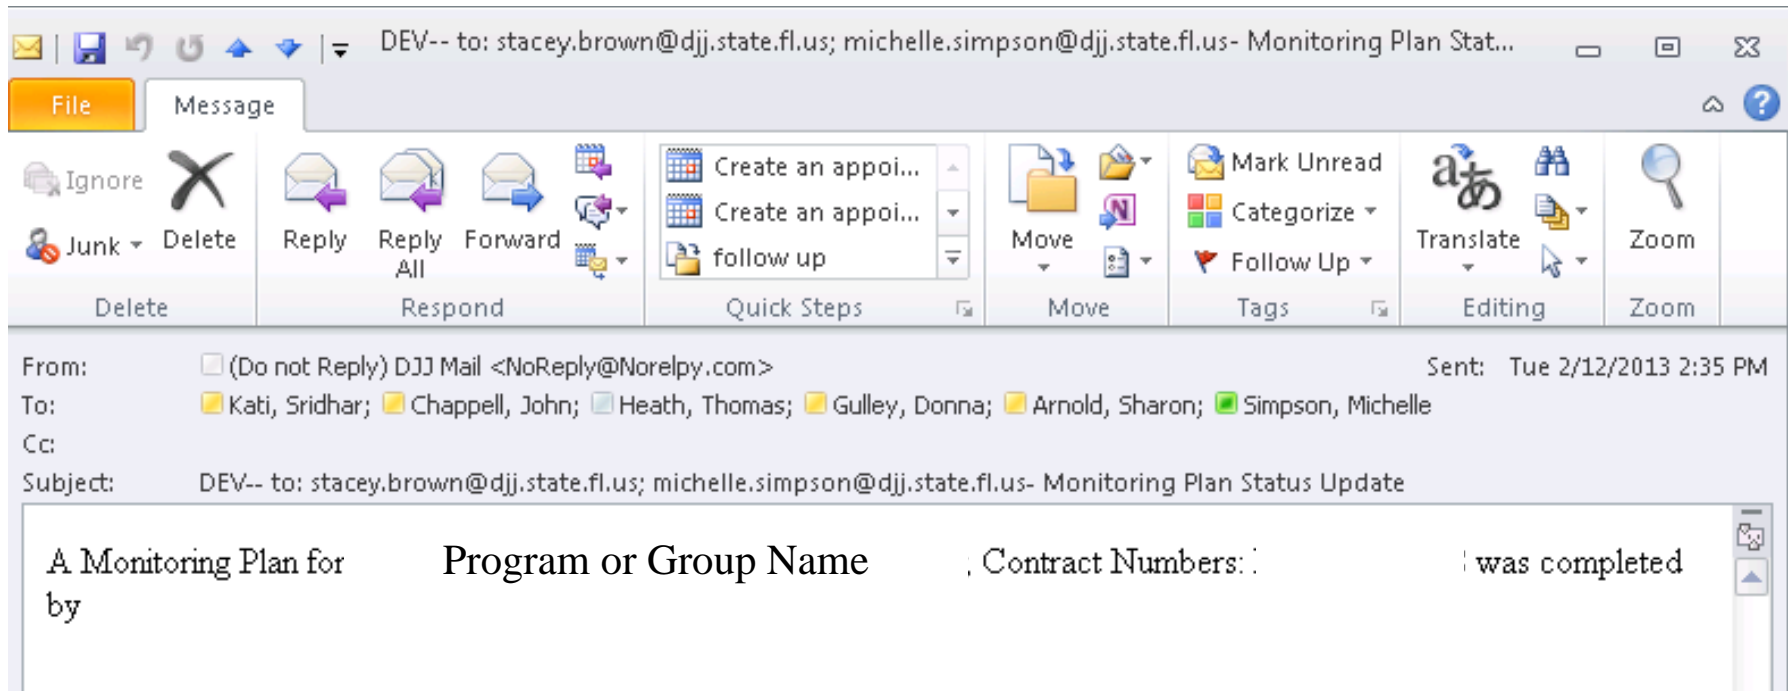 DEV-- to: stacey.brown@djj.state.fl.us; michelle.simpson@djj.state.fl.us- Monitoring Plan Stat...
File Message
Ignore
Junk
Delete
Reply
Reply All
Forward
Create an appoi...
Create an appoi...
follow up
Move
Mark Unread
Categorize
Follow Up
Translate
Zoom
Delete Respond Quick Steps Move Tags Editing Zoom
From: (Do not Reply) DJJ Mail <NoReply@Norelpy.com> Sent: Tue 2/12/2013 2:35 PM
To: Kati, Sridhar; Chappell, John; Heath, Thomas; Gulley, Donna; Arnold, Sharon; Simpson, Michelle
Cc:
Subject: DEV-- to: stacey.brown@djj.state.fl.us; michelle.simpson@djj.state.fl.us- Monitoring Plan Status Update
A Monitoring Plan for Program or Group Name , Contract Numbers: was completed
by